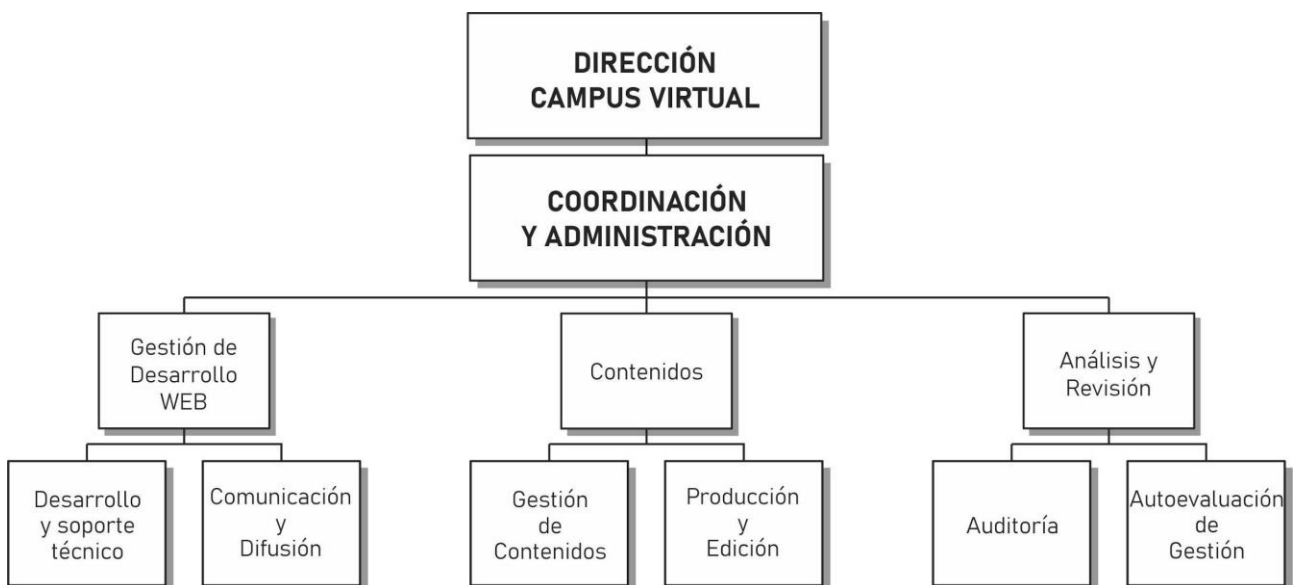 DIRECCIÓN
CAMPUS VIRTUAL
COORDINACIÓN
Y ADMINISTRACIÓN
Gestión de
Desarrollo
WEB
Contenidos
Análisis y
Revisión
Desarrollo
y soporte
técnico
Comunicación
y
Difusión
Gestión
de
Contenidos
Producción
y
Edición
Auditoría
Autoevaluación
de
Gestión